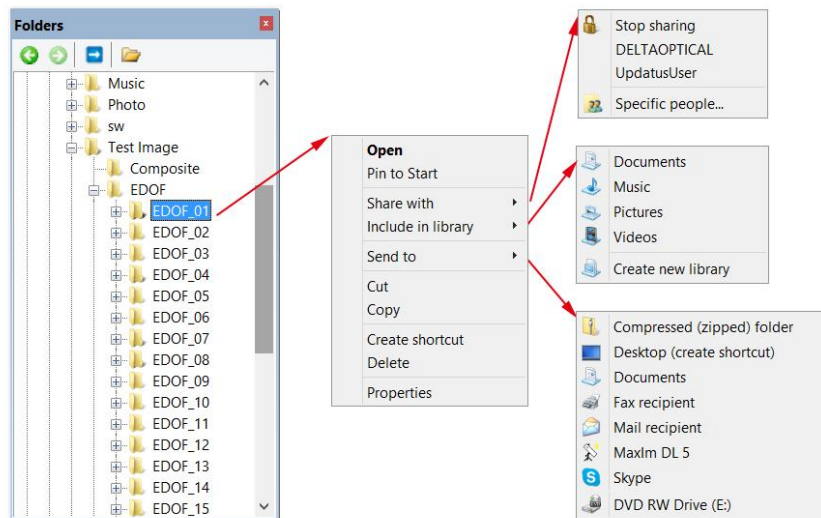 Folders
Music
Photo
sw
Test Image
Composite
EDOF
EDOF_01
EDOF_02
EDOF_03
EDOF_04
EDOF_05
EDOF_06
EDOF_07
EDOF_08
EDOF_09
EDOF_10
EDOF_11
EDOF_12
EDOF_13
EDOF_14
EDOF_15
Open
Pin to Start
Share with
Include in library
Send to
Cut
Copy
Create shortcut
Delete
Properties
Stop sharing
DELTAOPTICAL
UpdatusUser
Specific people...
Documents
Music
Pictures
Videos
Create new library
Compressed (zipped) folder
Desktop (create shortcut)
Documents
Fax recipient
Mail recipient
MaxIm DL 5
Skype
DVD RW Drive (E:)